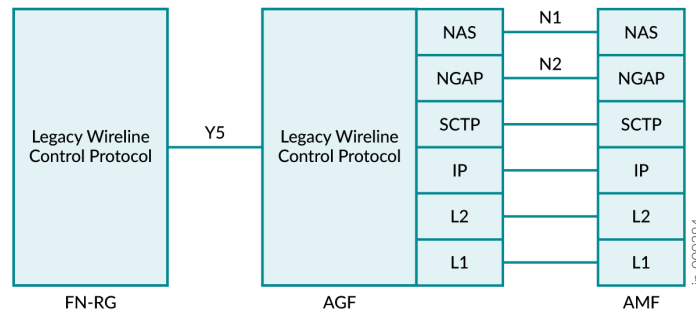 N1
NAS
NAS
N2
NGAP
NGAP
Legacy Wireline
Control Protocol
Y5
Legacy Wireline
Control Protocol
SCTP
SCTP
IP
IP
L2
L2
L1
L1
FN-RG
AGF
AMF